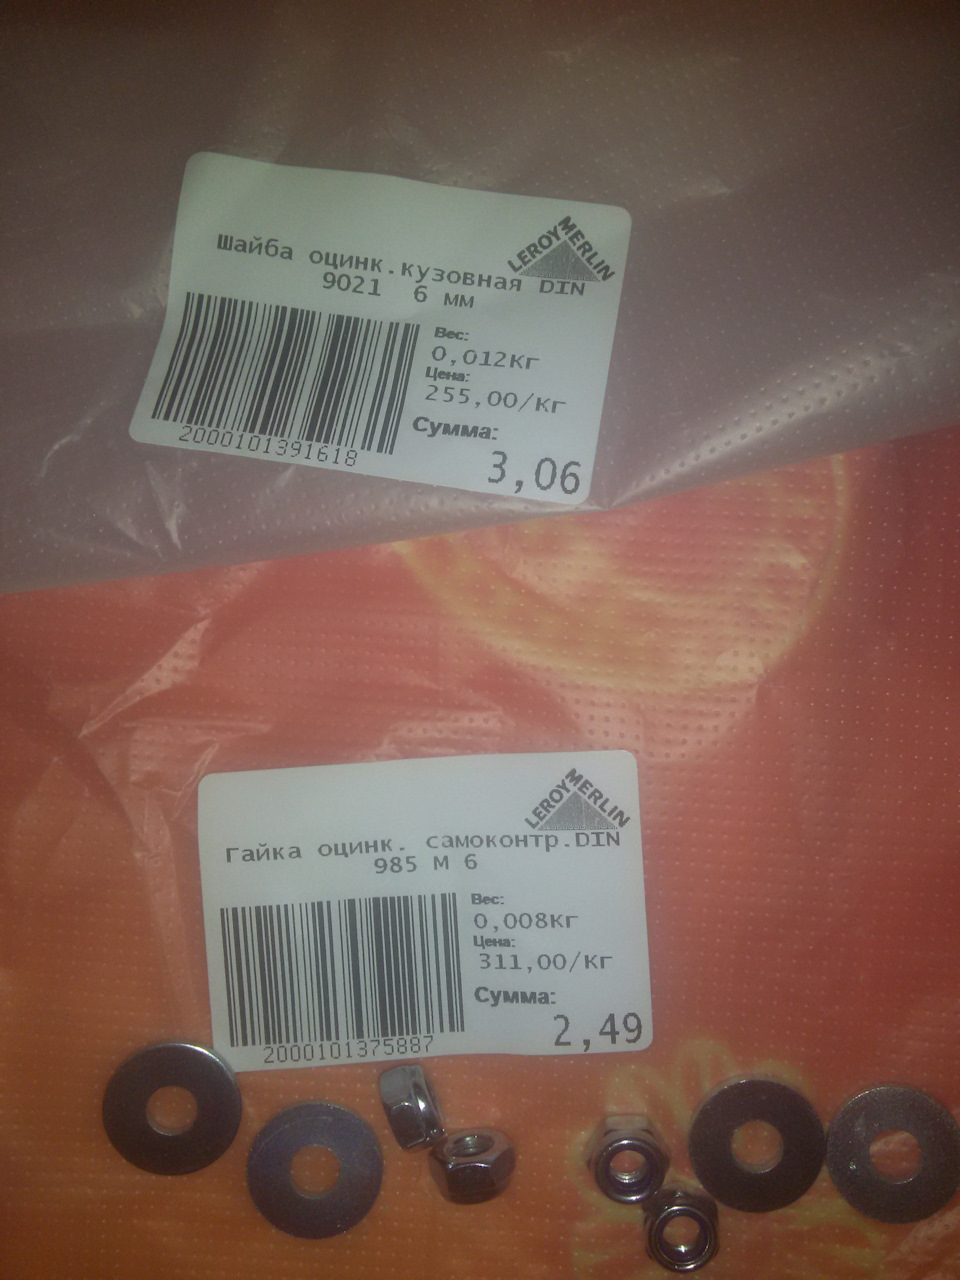 LEROY MERLIN
Шайба оцинк.кузовная DIN
9021 6 мм
Вес:
0,012кг
Цена:
255,00/кг
Сумма:
3,06
2000101391618
LEROY MERLIN
Гайка оцинк. самоконтр.DIN
985 М 6
Вес:
0,008кг
Цена:
311,00/кг
Сумма:
2,49
2000101375887